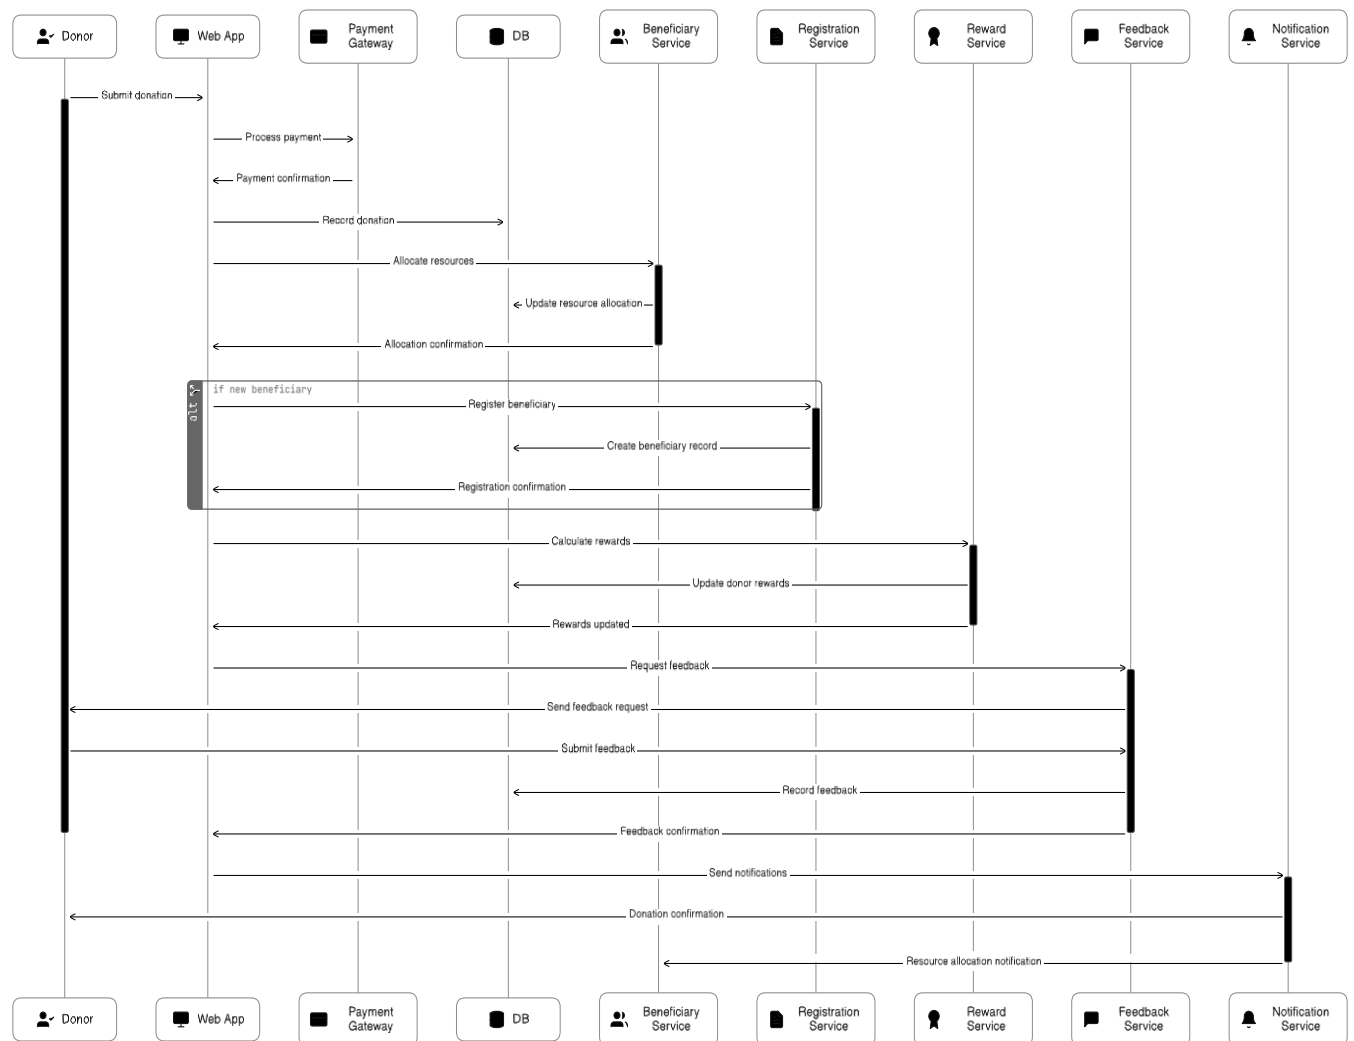 Donor
Web App
Payment
Gateway
DB
Beneficiary
Service
Registration
Service
Reward
Service
Feedback
Service
Notification
Service
Submit donation
Process payment
Payment confirmation
Record donation
Allocate resources
Update resource allocation
Allocation confirmation
alt
if new beneficiary
Register beneficiary
Create beneficiary record
Registration confirmation
Calculate rewards
Update donor rewards
Rewards updated
Request feedback
Send feedback request
Submit feedback
Record feedback
Feedback confirmation
Send notifications
Donation confirmation
Resource allocation notification
Donor
Web App
Payment
Gateway
DB
Beneficiary
Service
Registration
Service
Reward
Service
Feedback
Service
Notification
Service